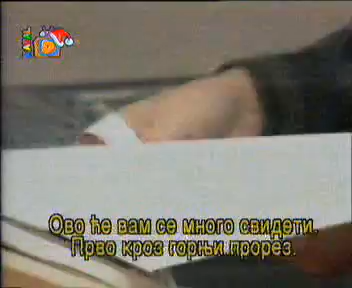 Ово ће вам се много свидети.
Прво кроз горњи прорез.